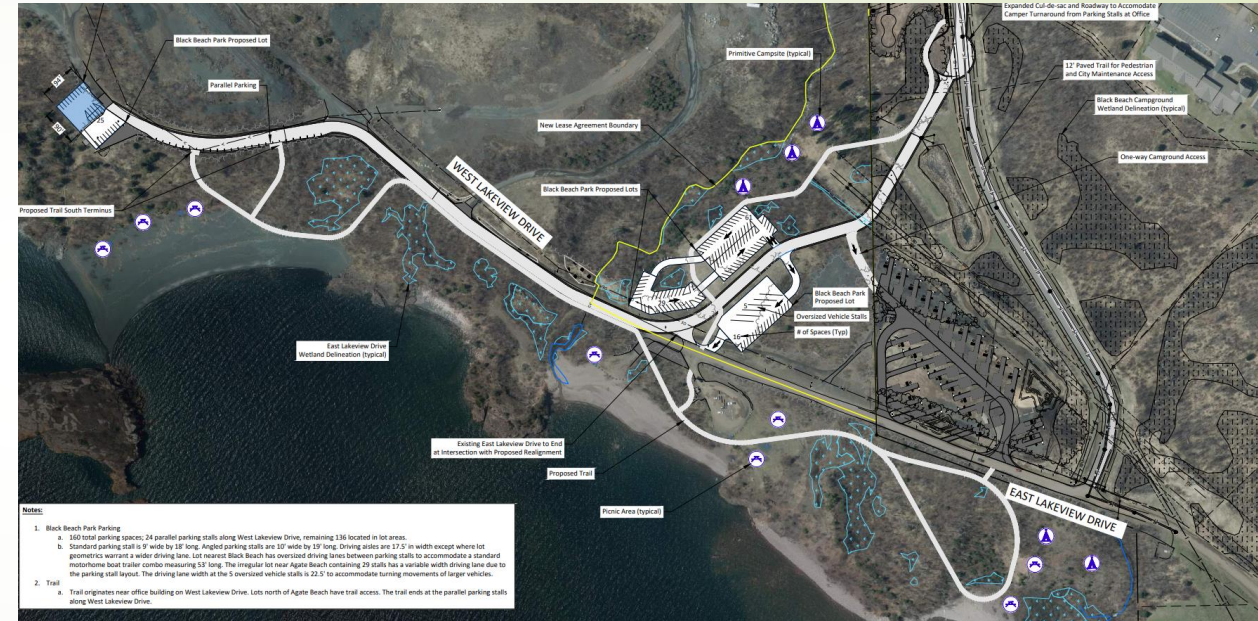 Expanded Cul-de-sac and Roadway to Accomodate
Camper Turnaround from Parking Stalls at Office
Black Beach Park Proposed Lot
Primitive Campsite (typical)
12' Paved Trail for Pedestrian
and City Maintenance Access
Parallel Parking
Black Beach Campground
Wetland Delineation (typical)
25
New Lease Agreement Boundary
One-way Camground Access
WEST LAKEVIEW DRIVE
Black Beach Park Proposed Lots
Proposed Trail South Terminus
61
29
Black Beach Park
Proposed Lot
5
Oversized Vehicle Stalls
16
# of Spaces (Typ)
East Lakeview Drive
Wetland Delineation (typical)
Existing East Lakeview Drive to End
at Intersection with Proposed Realignment
Proposed Trail
EAST LAKEVIEW DRIVE
Picnic Area (typical)
Notes:
1. Black Beach Park Parking
a. 160 total parking spaces; 24 parallel parking stalls along West Lakeview Drive, remaining 136 located in lot areas.
b. Standard parking stall is 9' wide by 18' long. Angled parking stalls are 10' wide by 19' long. Driving aisles are 17.5' in width except where lot
geometrics warrant a wider driving lane. Lot nearest Black Beach has oversized driving lanes between parking stalls to accommodate a standard
motorhome boat trailer combo measuring 53' long. The irregular lot near Agate Beach containing 29 stalls has a variable width driving lane due to
the parking stall layout. The driving lane width at the 5 oversized vehicle stalls is 22.5' to accommodate turning movements of larger vehicles.
2. Trail
a. Trail originates near office building on West Lakeview Drive. Lots north of Agate Beach have trail access. The trail ends at the parallel parking stalls
along West Lakeview Drive.